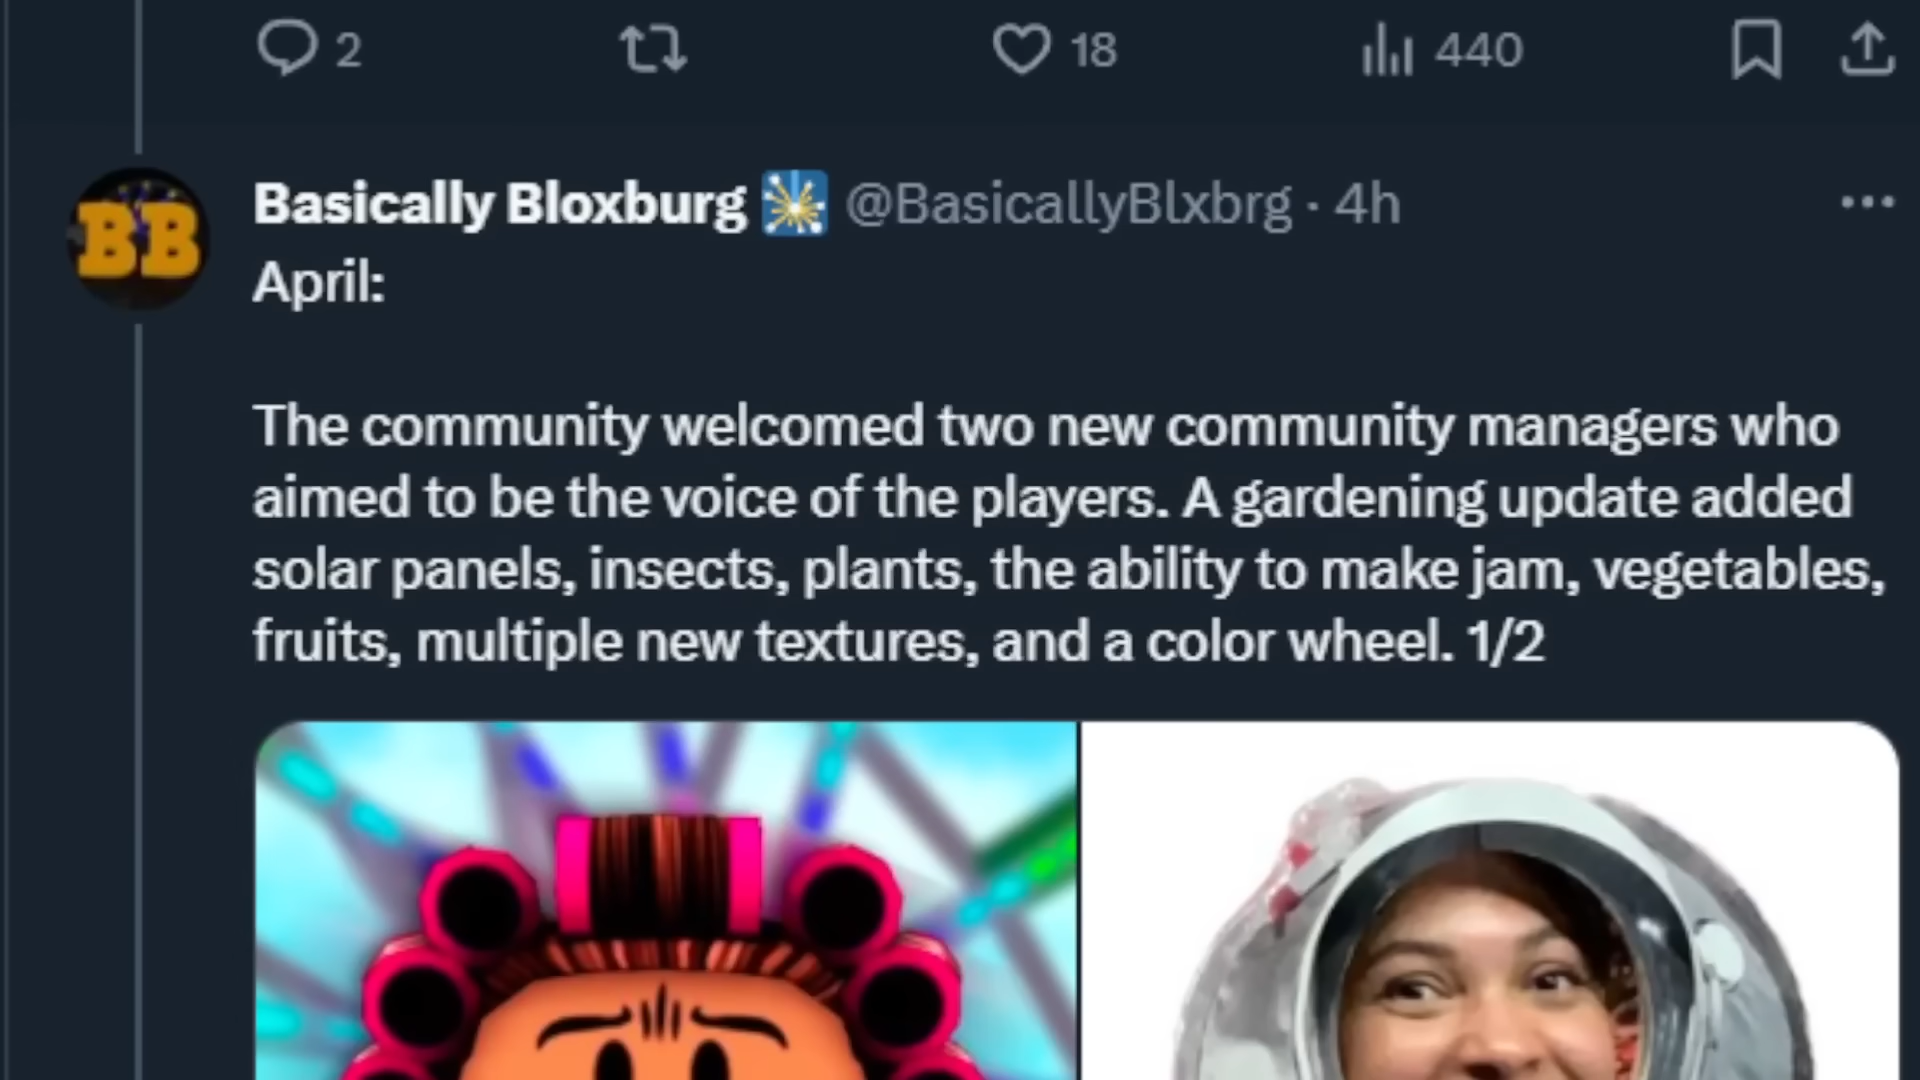 2 18 440
BB
Basically Bloxburg @BasicallyBlxbrg · 4h
April:
The community welcomed two new community managers who
aimed to be the voice of the players. A gardening update added
solar panels, insects, plants, the ability to make jam, vegetables,
fruits, multiple new textures, and a color wheel. 1/2